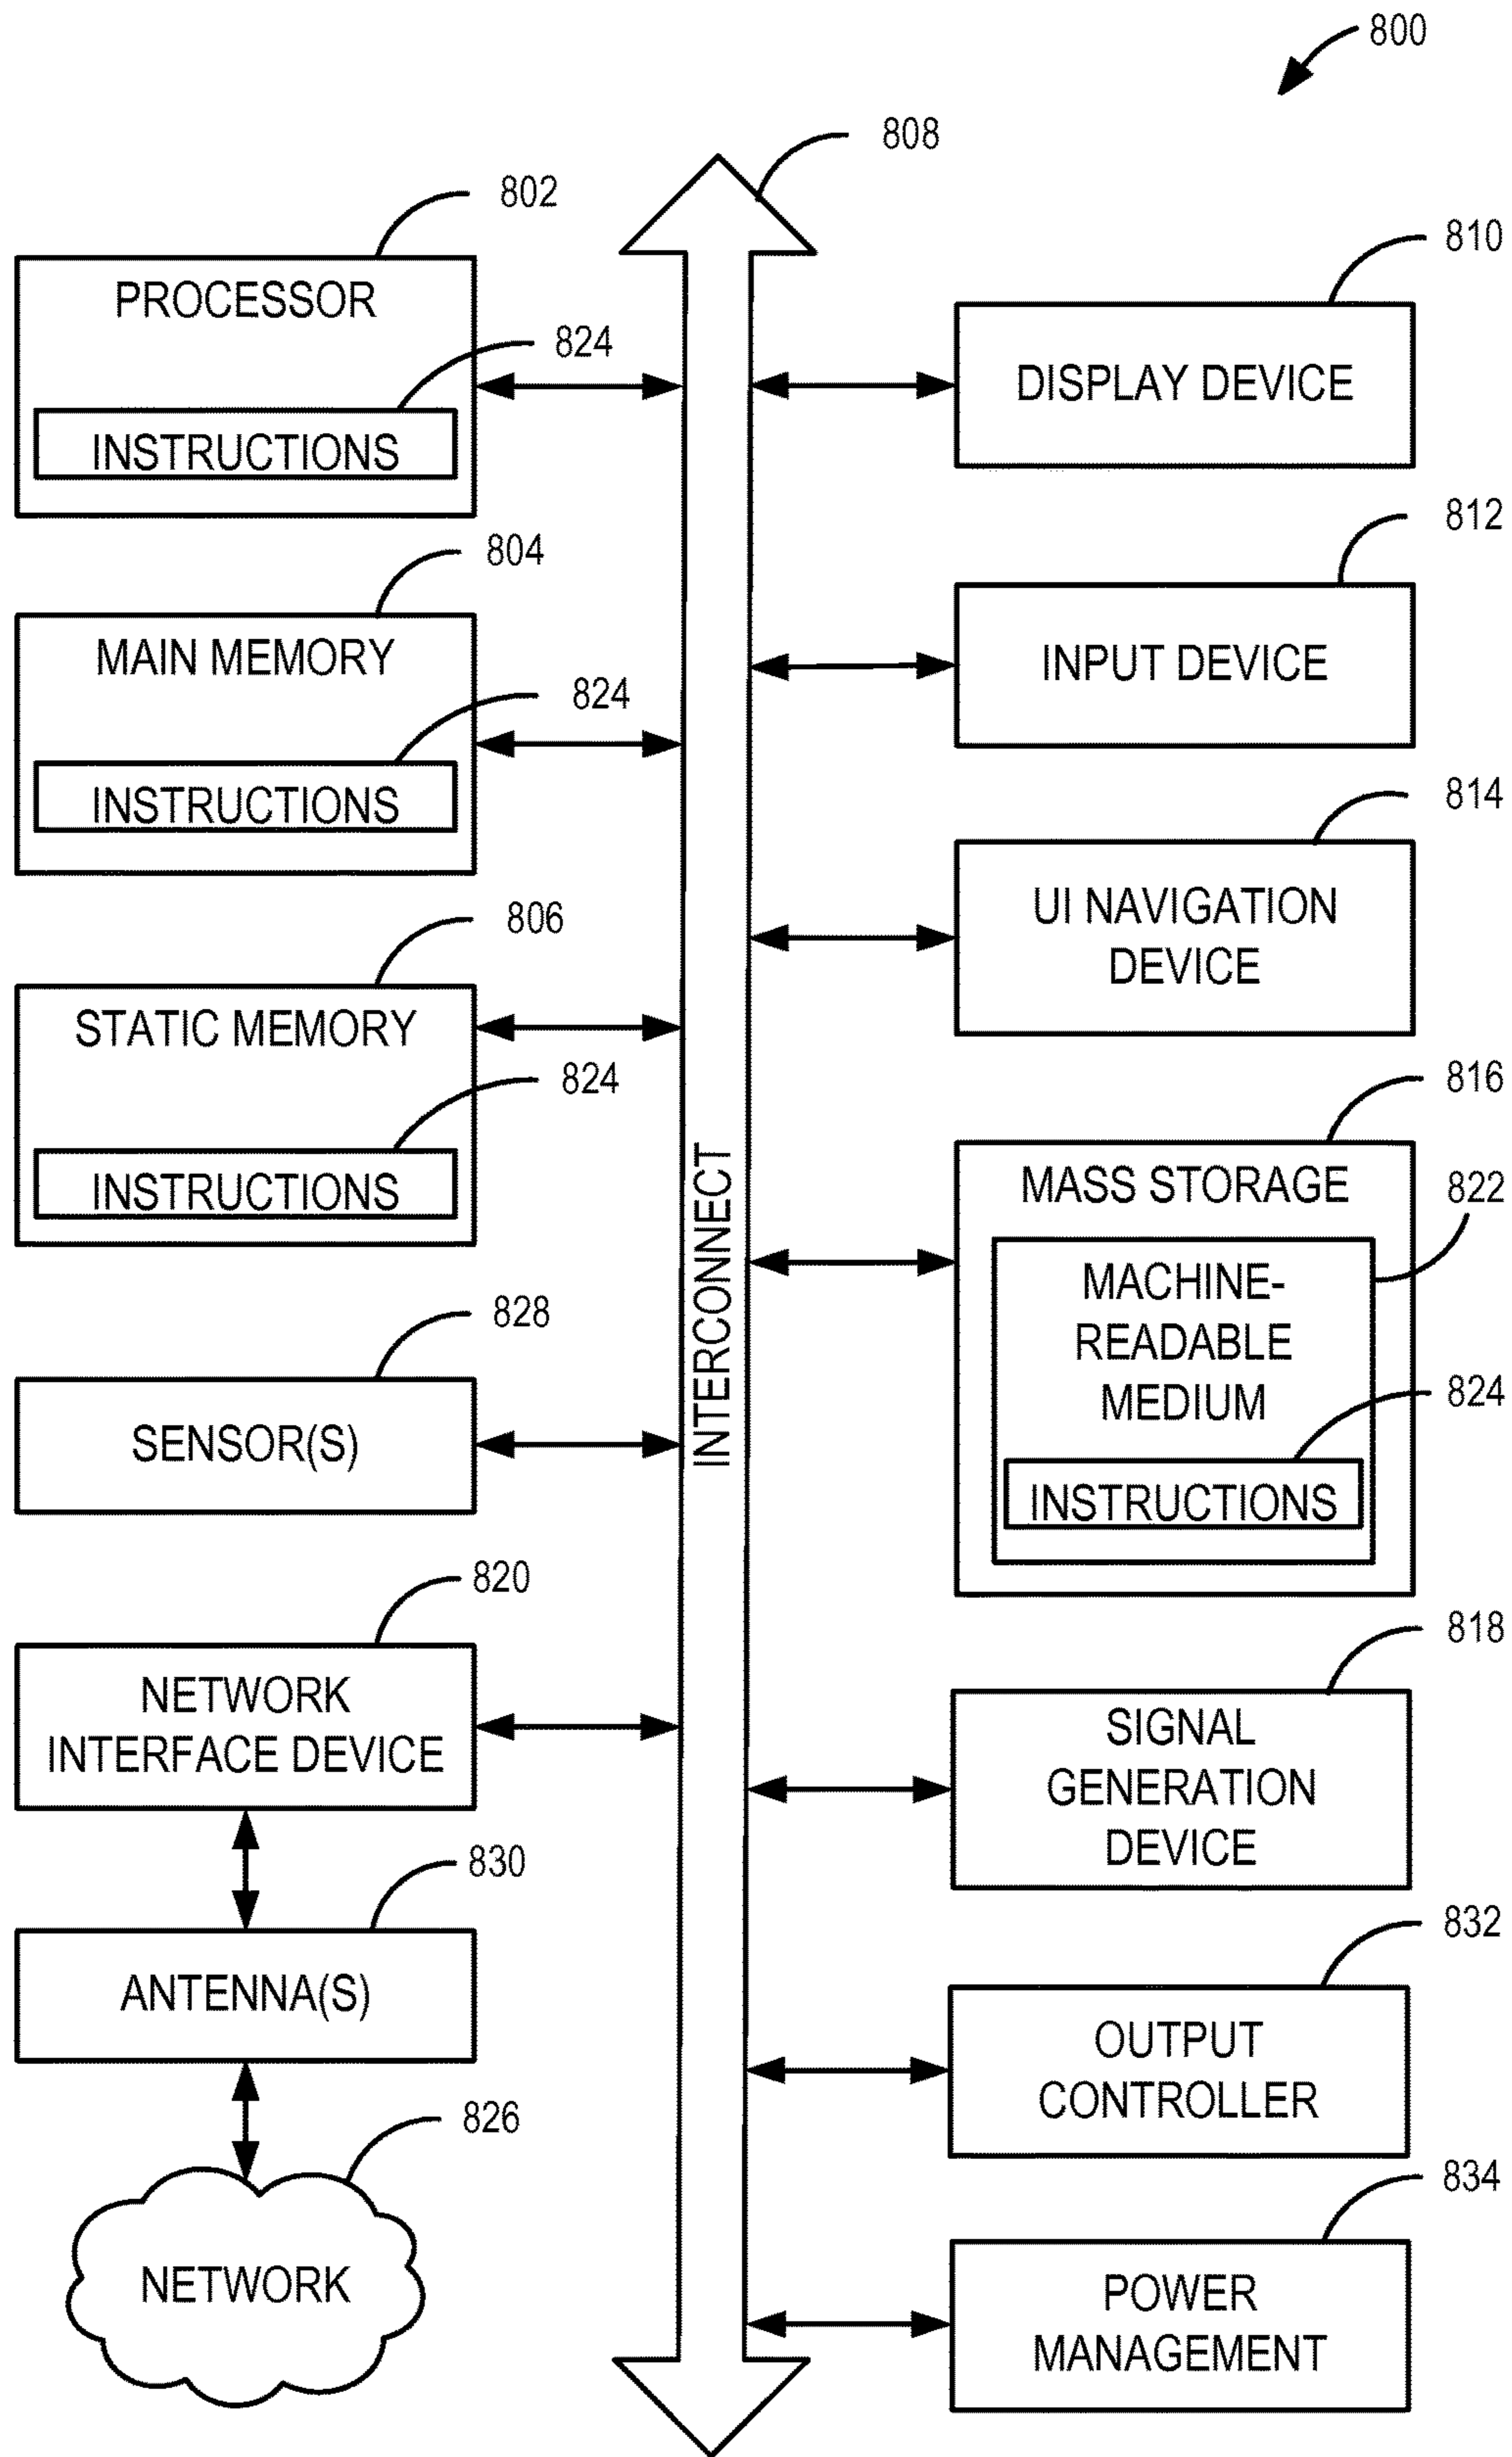 800
808
802
PROCESSOR
824
INSTRUCTIONS
804
MAIN MEMORY
824
INSTRUCTIONS
806
STATIC MEMORY
824
INSTRUCTIONS
828
SENSOR(S)
820
NETWORK
INTERFACE DEVICE
830
ANTENNA(S)
826
NETWORK
INTERCONNECT
810
DISPLAY DEVICE
812
INPUT DEVICE
814
UI NAVIGATION
DEVICE
816
MASS STORAGE
822
MACHINE-
READABLE
MEDIUM
824
INSTRUCTIONS
818
SIGNAL
GENERATION
DEVICE
832
OUTPUT
CONTROLLER
834
POWER
MANAGEMENT